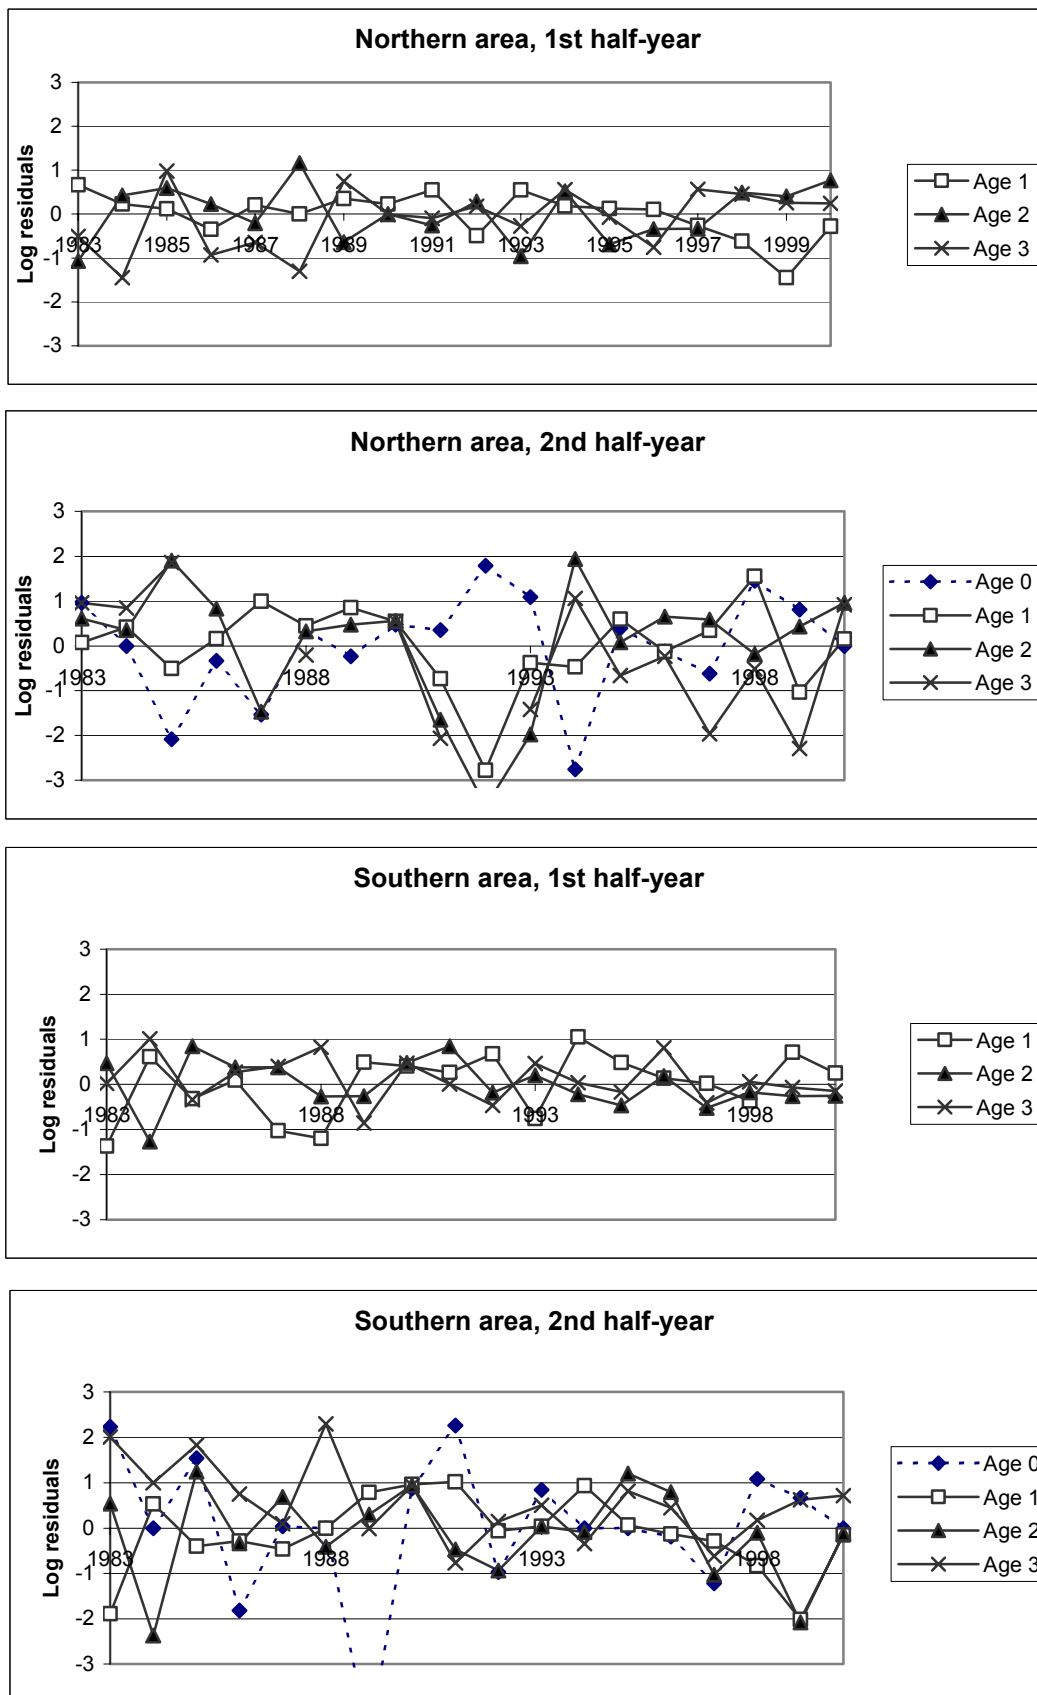 Northern area, 1st half-year
3
2
1
0
-1
-2
-3
Log residuals
1983
1985
1987
1989
1991
1993
1995
1997
1999
Age 1
Age 2
Age 3
Northern area, 2nd half-year
3
2
1
0
-1
-2
-3
Log residuals
1983
1988
1993
1998
Age 0
Age 1
Age 2
Age 3
Southern area, 1st half-year
3
2
1
0
-1
-2
-3
Log residuals
1983
1988
1993
1998
Age 1
Age 2
Age 3
Southern area, 2nd half-year
3
2
1
0
-1
-2
-3
Log residuals
1983
1988
1993
1998
Age 0
Age 1
Age 2
Age 3